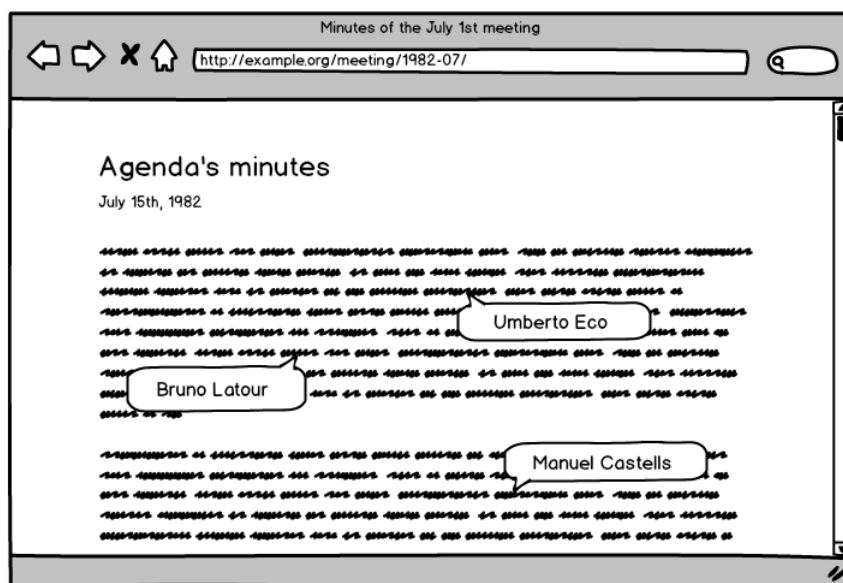 Minutes of the July 1st meeting
http://example.org/meeting/1982-07/
Agenda's minutes
July 15th, 1982
Umberto Eco
Bruno Latour
Manuel Castells